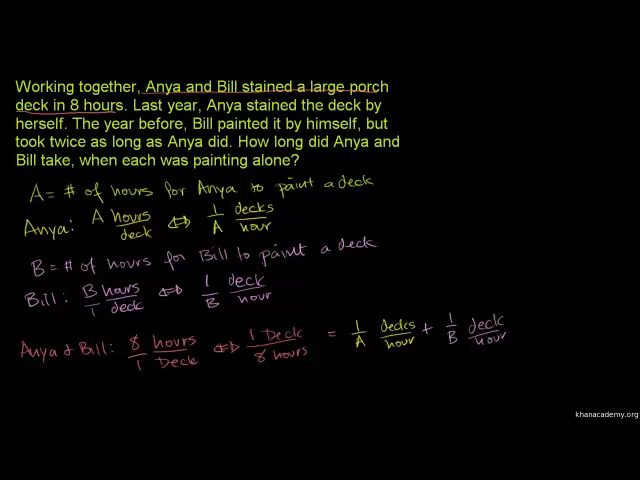 Working together, Anya and Bill stained a large porch
deck in 8 hours. Last year, Anya stained the deck by
herself. The year before, Bill painted it by himself, but
took twice as long as Anya did. How long did Anya and
Bill take, when each was painting alone?
A = # of hours for Anya to paint a deck
Anya: A hours/deck ⇔ 1/A decks/hour
B = # of hours for Bill to paint a deck
Bill: B/1 hours/deck ⇔ 1/B deck/hour
Anya + Bill: 8/1 hours/Deck ⇔ 1 Deck/8 hours = 1/A decks/hour + 1/B deck/hour
khanacademy.org